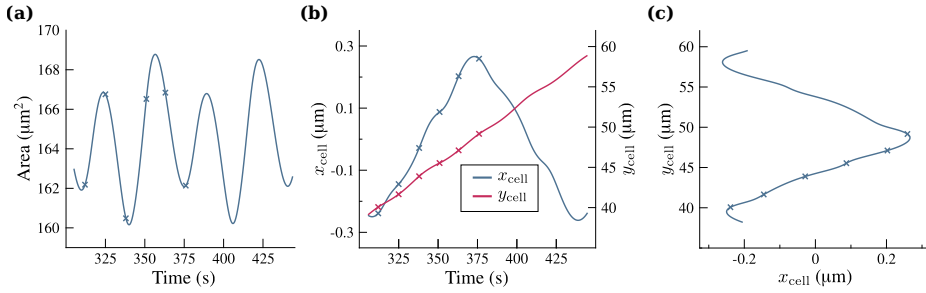 (a)
170
168
166
164
162
160
Area (μm²)
325
350
375
400
425
Time (s)
(b)
0.3
0.1
-0.1
-0.3
x_cell (μm)
60
55
50
45
40
y_cell (μm)
x_cell
y_cell
325
350
375
400
425
Time (s)
(c)
60
55
50
45
40
y_cell (μm)
-0.2
0
0.2
x_cell (μm)